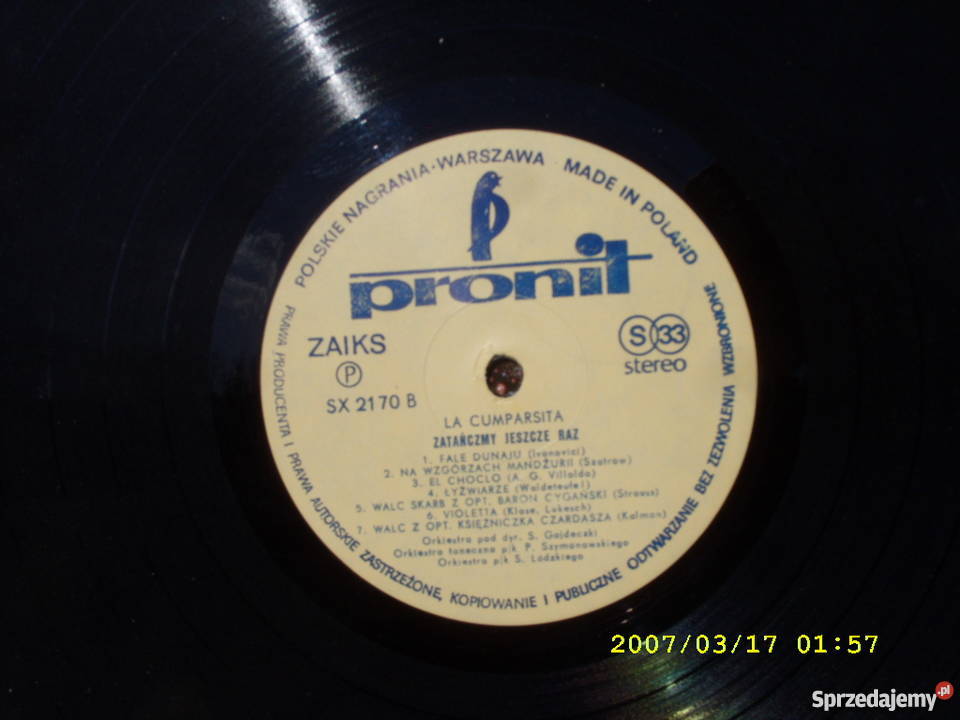 POLSKIE NAGRANIA-WARSZAWA · MADE IN POLAND
pronit
ZAIKS
P
SX 2170 B
S 33
stereo
LA CUMPARSITA
ZATAŃCZMY JESZCZE RAZ
1. FALE DUNAJU (Ivanovici)
2. NA WZGÓRZACH MANDŻURII (Szatrow)
3. EL CHOCLO (A. G. Villoldo)
4. ŁYŻWIARZE (Waldeteufel)
5. WALC SKARB Z OPT. BARON CYGAŃSKI (Strauss)
6. VIOLETTA (Klose, Lukesch)
7. WALC Z OPT. KSIĘŻNICZKA CZARDASZA (Kalman)
Orkiestra pod dyr. S. Gajdeczki
Orkiestra taneczna p/k P. Szymanowskiego
Orkiestra p/k S. Łódzkiego
PRAWA PRODUCENTA I PRAWA AUTORSKIE ZASTRZEŻONE, KOPIOWANIE I PUBLICZNE ODTWARZANIE BEZ ZEZWOLENIA WZBRONIONE
2007/03/17 01:57
Sprzedajemy.pl